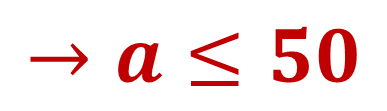 → a ≤ 50